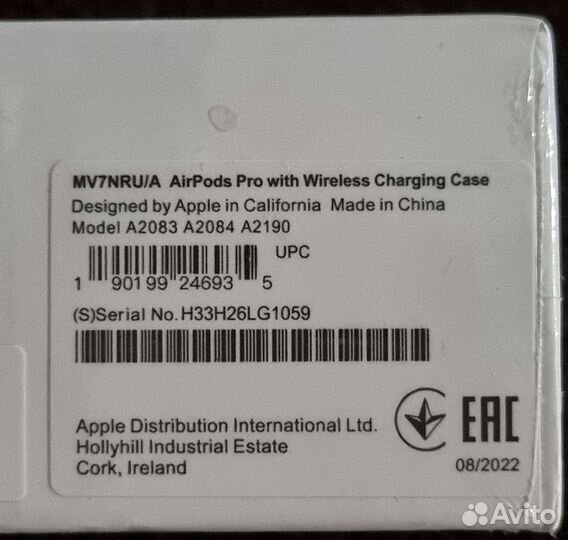 MV7NRU/A AirPods Pro with Wireless Charging Case
Designed by Apple in California Made in China
Model A2083 A2084 A2190
UPC
1 90199 24693 5
(S)Serial No. H33H26LG1059
Apple Distribution International Ltd.
Hollyhill Industrial Estate
Cork, Ireland
EAC
08/2022
Avito